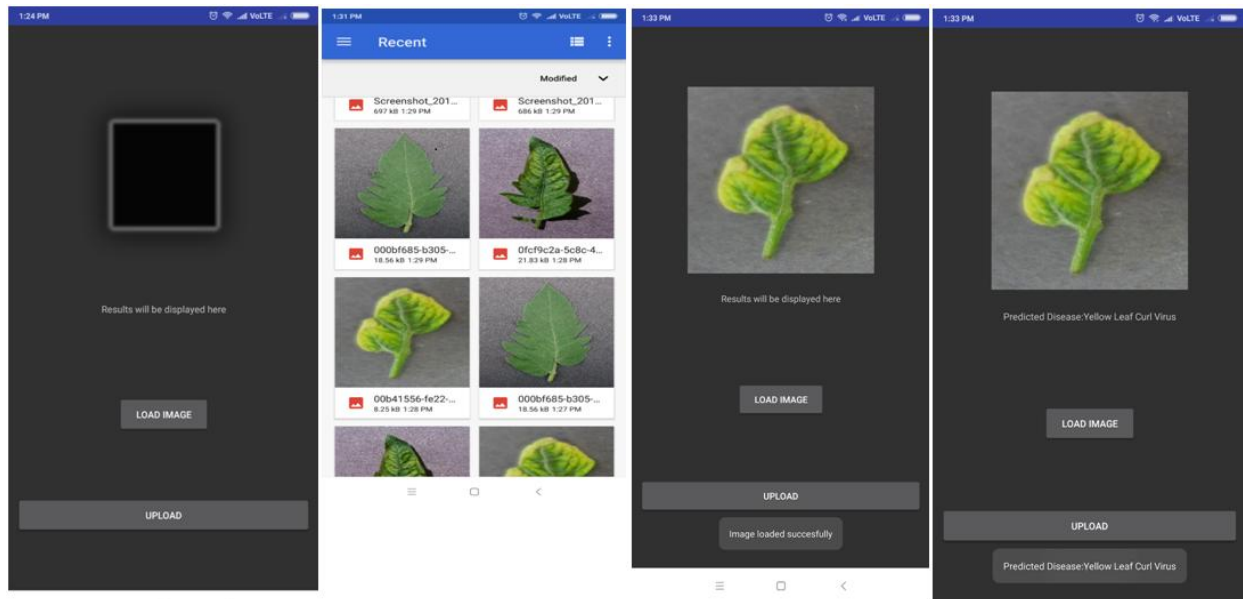 1:24 PM
VoLTE
Results will be displayed here
LOAD IMAGE
UPLOAD
1:31 PM
VoLTE
Recent
Modified
Screenshot_201...
697 kB 1:29 PM
Screenshot_201...
686 kB 1:29 PM
000bf685-b305-...
18.56 kB 1:29 PM
0fcf9c2a-5c8c-4...
21.83 kB 1:28 PM
00b41556-fe22-...
8.25 kB 1:28 PM
000bf685-b305-...
18.56 kB 1:27 PM
1:33 PM
VoLTE
Results will be displayed here
LOAD IMAGE
UPLOAD
Image loaded succesfully
1:33 PM
VoLTE
Predicted Disease:Yellow Leaf Curl Virus
LOAD IMAGE
UPLOAD
Predicted Disease:Yellow Leaf Curl Virus